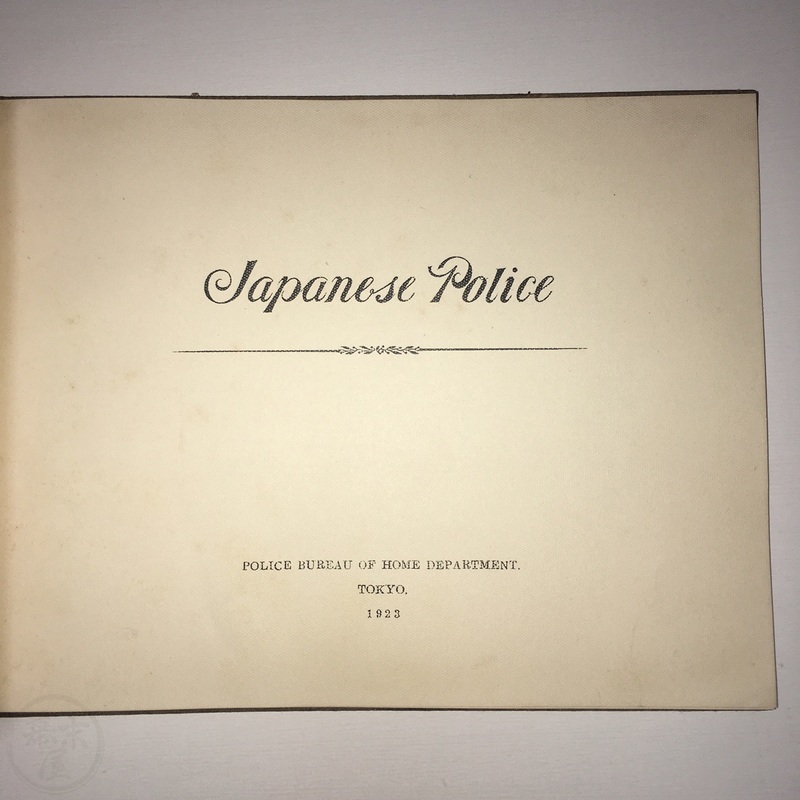 Japanese Police
POLICE BUREAU OF HOME DEPARTMENT.
TOKYO.
1923